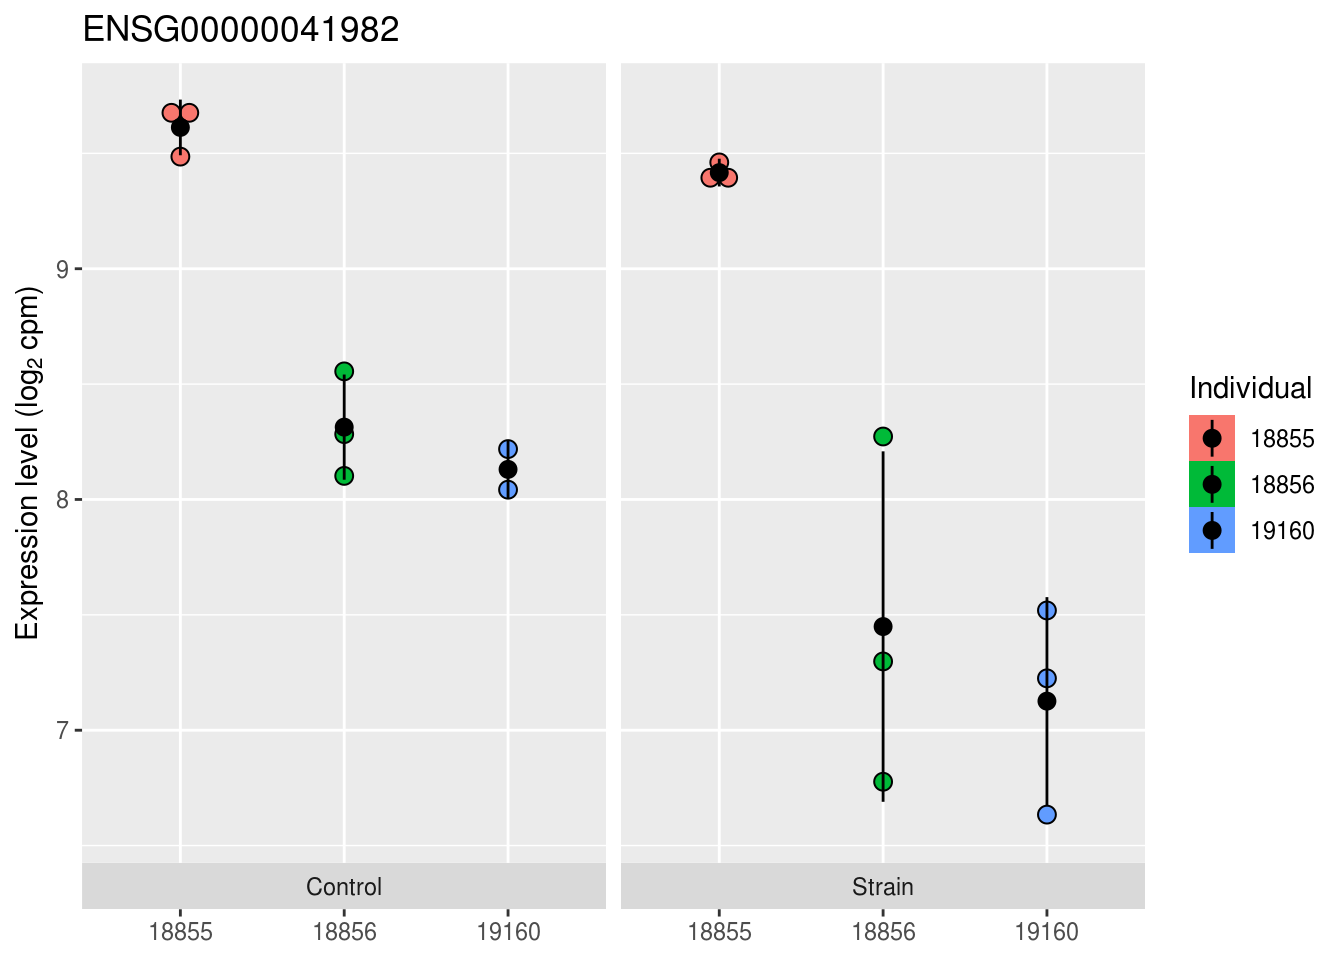 ENSG00000041982
Expression level (log₂ cpm)
9
8
7
Control
Strain
18855 18856 19160
18855 18856 19160
Individual
18855
18856
19160